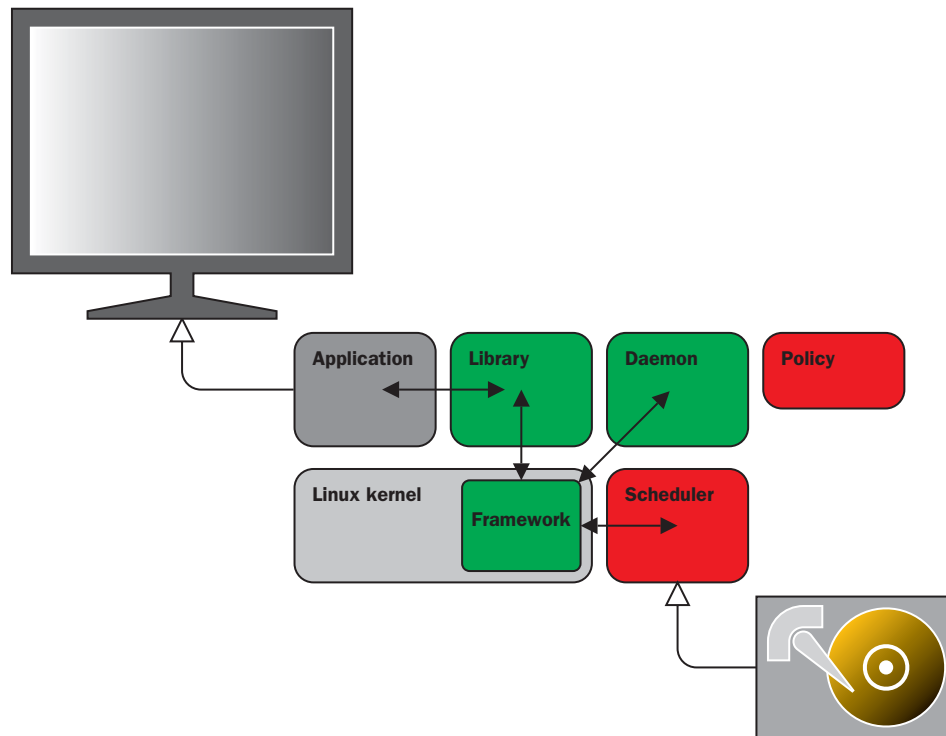 Application
Library
Daemon
Policy
Linux kernel
Framework
Scheduler